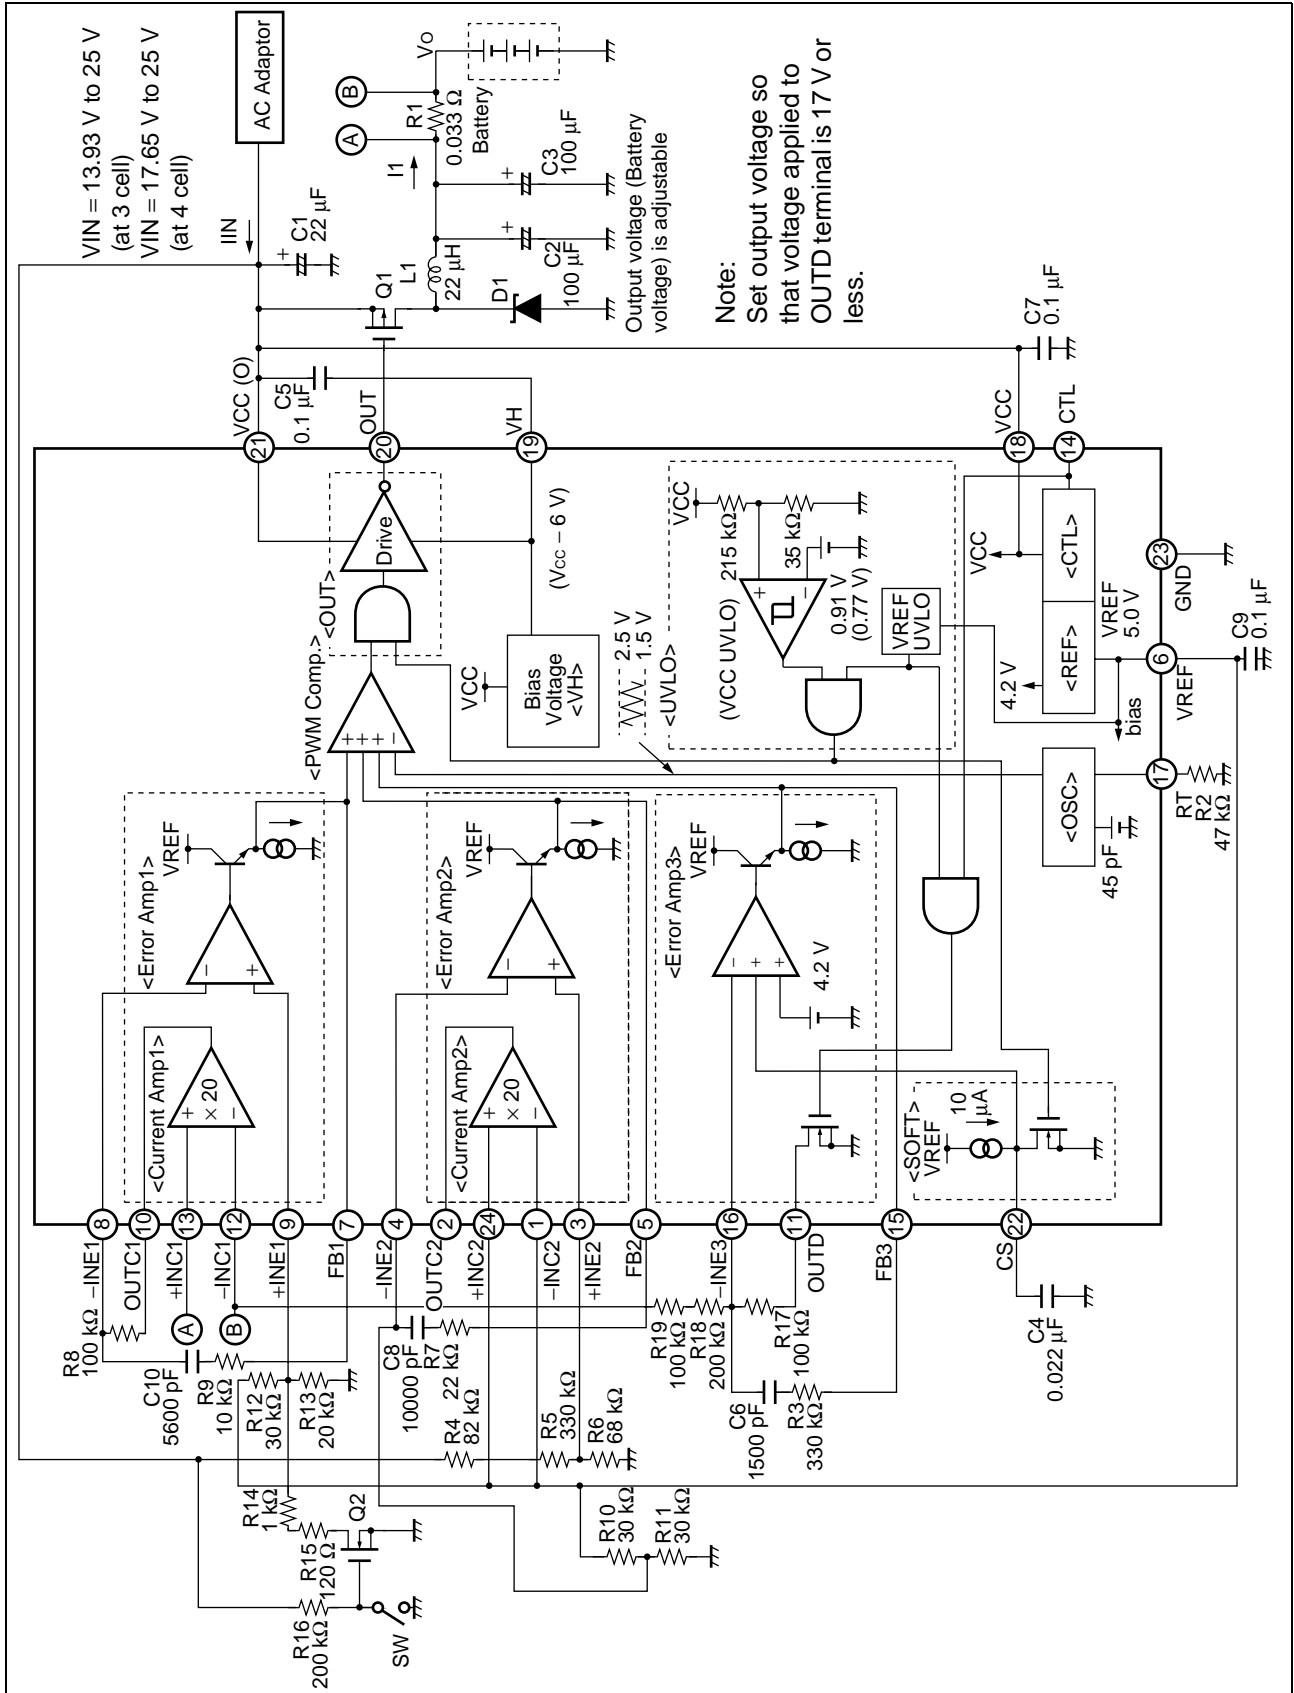 R8
100 kΩ
−INE1
8
OUTC1
10
A
+INC1
13
B
−INC1
12
+INE1
9
C10
5600 pF
R9
10 kΩ
R12
30 kΩ
R13
20 kΩ
FB1
7
R14
1 kΩ
R15
120 Ω
Q2
R16
200 kΩ
SW
−INE2
4
OUTC2
2
+INC2
24
−INC2
1
+INE2
3
FB2
5
C8
10000 pF
R7
22 kΩ
R4
82 kΩ
R5
330 kΩ
R6
68 kΩ
R10
30 kΩ
R11
30 kΩ
R19
100 kΩ
R18
200 kΩ
−INE3
16
R17
100 kΩ
OUTD
11
C6
1500 pF
R3
330 kΩ
FB3
15
CS
22
C4
0.022 µF
<Current Amp1>
+
× 20
−
<Error Amp1>
−
+
VREF
<Current Amp2>
+
× 20
−
<Error Amp2>
−
+
VREF
<Error Amp3>
−
+
+
VREF
4.2 V
<SOFT>
VREF
10
µA
<PWM Comp.>
+
+
+
−
<OUT>
Drive
VCC
Bias
Voltage
<VH>
(VCC − 6 V)
2.5 V
1.5 V
<UVLO>
(VCC UVLO)
VCC
215 kΩ
35 kΩ
+
−
0.91 V
(0.77 V)
VREF
UVLO
4.2 V
bias
VCC
<REF>
<CTL>
VREF
5.0 V
<OSC>
45 pF
VCC (O)
21
OUT
20
VH
19
VCC
18
CTL
14
GND
23
VREF
6
C9
0.1 µF
17
RT
R2
47 kΩ
C5
0.1 µF
C7
0.1 µF
Q1
L1
22 µH
D1
IIN
+
C1
22 µF
C2
100 µF
+
C3
100 µF
+
I1
A
B
R1
0.033 Ω
VO
Battery
AC Adaptor
VIN = 13.93 V to 25 V
(at 3 cell)
VIN = 17.65 V to 25 V
(at 4 cell)
Output voltage (Battery
voltage) is adjustable
Note:
Set output voltage so
that voltage applied to
OUTD terminal is 17 V or
less.